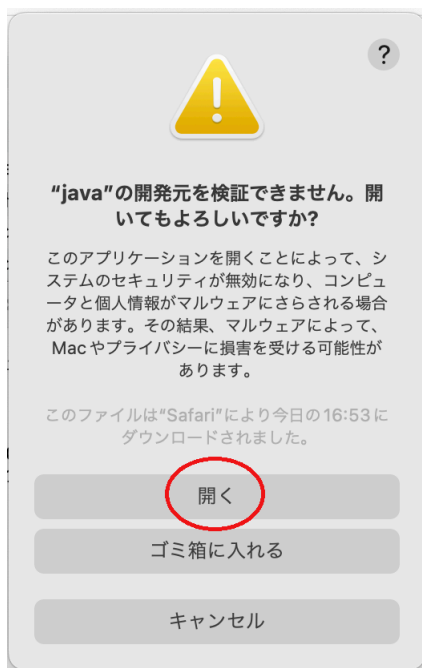 ?
“java”の開発元を検証できません。開
いてもよろしいですか?
このアプリケーションを開くことによって、シ
ステムのセキュリティが無効になり、コンピュ
ータと個人情報がマルウェアにさらされる場合
があります。その結果、マルウェアによって、
Macやプライバシーに損害を受ける可能性が
あります。
このファイルは“Safari”により今日の16:53に
ダウンロードされました。
開く
ゴミ箱に入れる
キャンセル